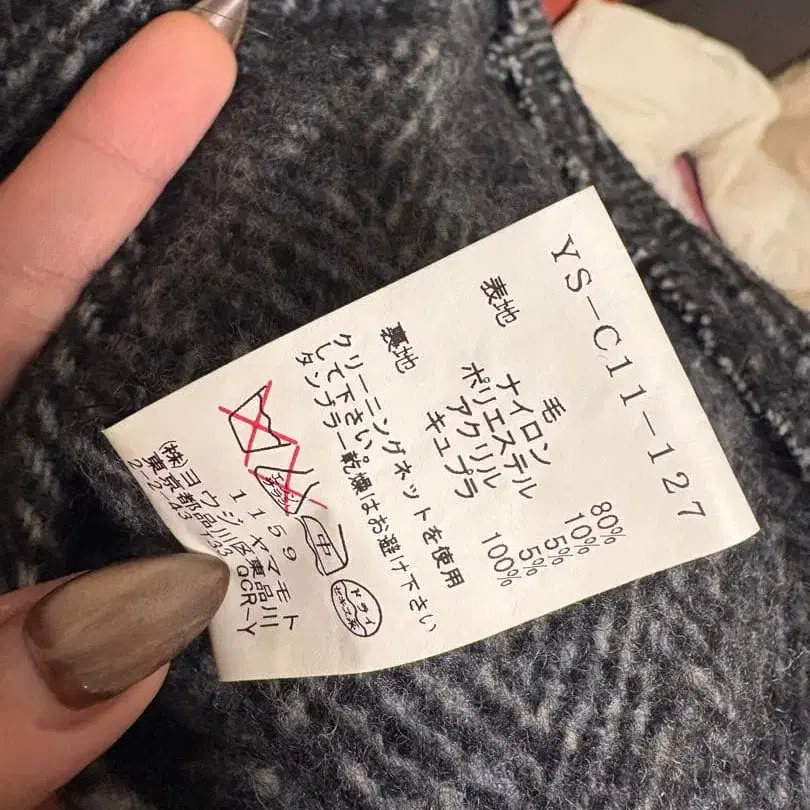 YS-C11-127
表地
毛 80%
ナイロン 10%
ポリエステル 5%
アクリル 5%
裏地
キュプラ 100%
クリーニングネットを使用
して下さい。
タンブラー乾燥はお避け下さい
中
ドライ
1159
(株)ヨウジヤマモト
東京都品川区東品川
2-2-43 T33 QCR-Y